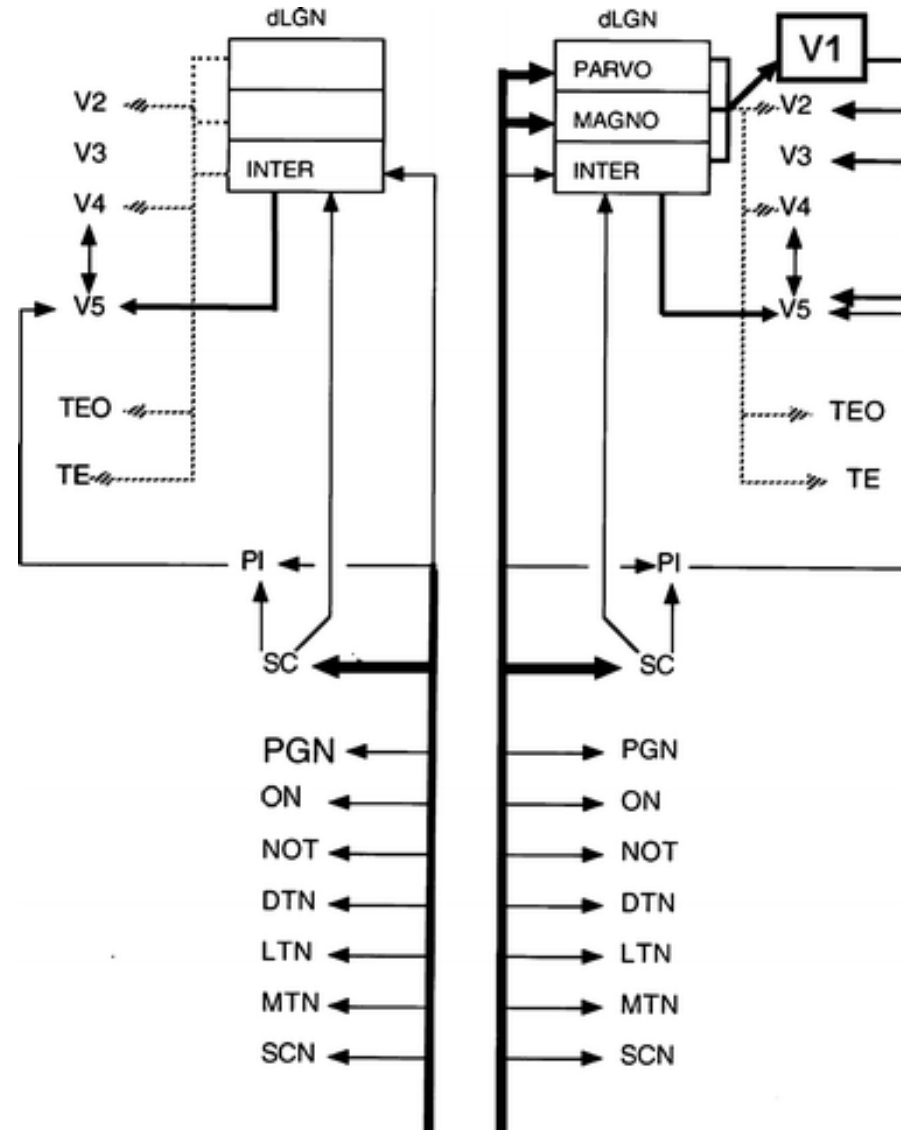 dLGN dLGN
V1
PARVO
V2 MAGNO V2
V3 V3
INTER INTER
V4 V4
V5 V5
TEO TEO
TE TE
PI PI
SC SC
PGN PGN
ON ON
NOT NOT
DTN DTN
LTN LTN
MTN MTN
SCN SCN